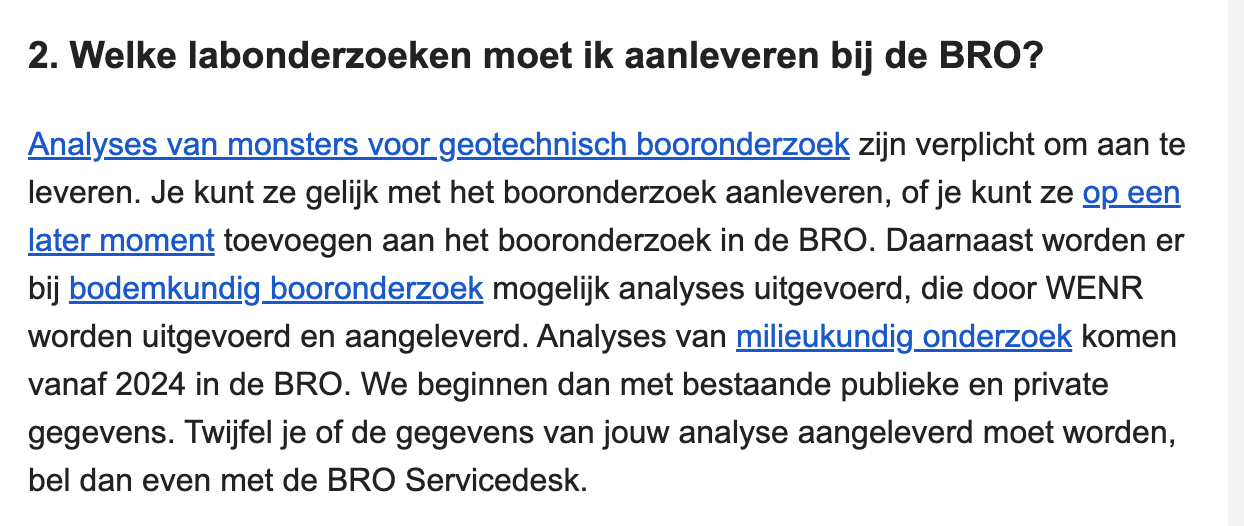 2. Welke labonderzoeken moet ik aanleveren bij de BRO?
Analyses van monsters voor geotechnisch booronderzoek zijn verplicht om aan te
leveren. Je kunt ze gelijk met het booronderzoek aanleveren, of je kunt ze op een
later moment toevoegen aan het booronderzoek in de BRO. Daarnaast worden er
bij bodemkundig booronderzoek mogelijk analyses uitgevoerd, die door WENR
worden uitgevoerd en aangeleverd. Analyses van milieukundig onderzoek komen
vanaf 2024 in de BRO. We beginnen dan met bestaande publieke en private
gegevens. Twijfel je of de gegevens van jouw analyse aangeleverd moet worden,
bel dan even met de BRO Servicedesk.